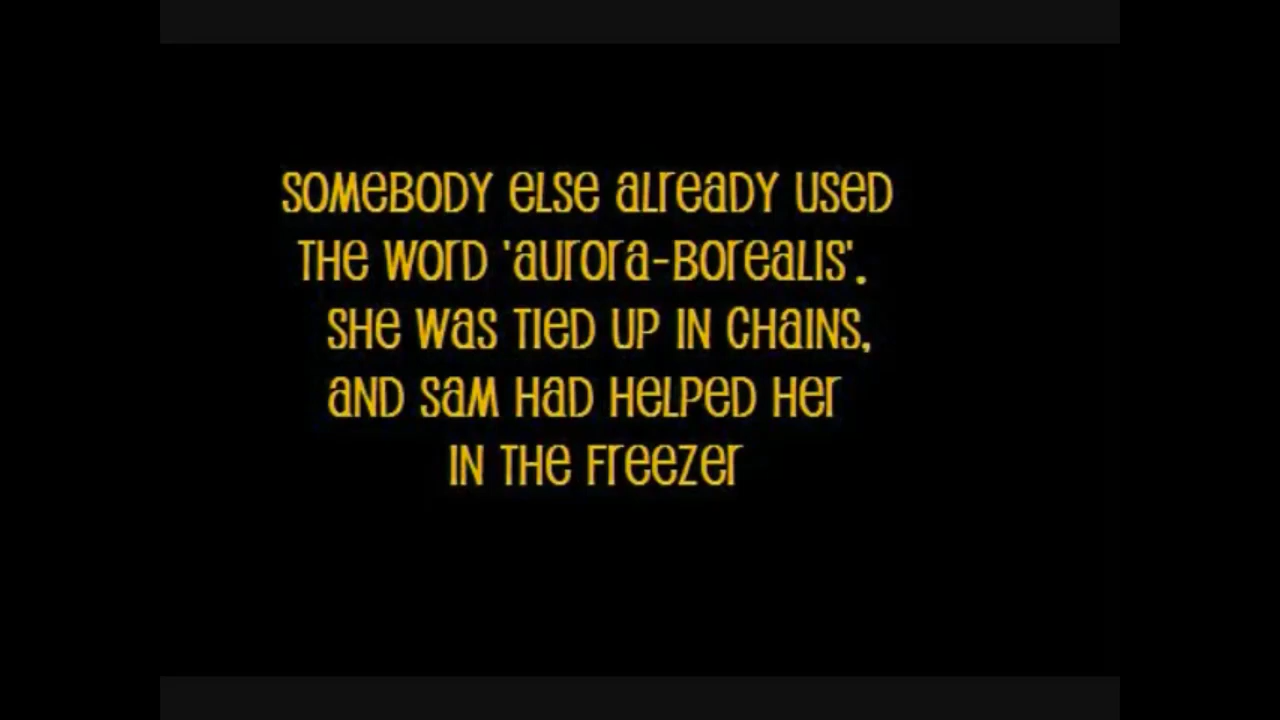 SOMEBODY ELSE ALREADY USED
THE WORD 'AURORA-BOREALIS'.
SHE WAS TIED UP IN CHAINS,
AND SAM HAD HELPED HER
IN THE FREEZER